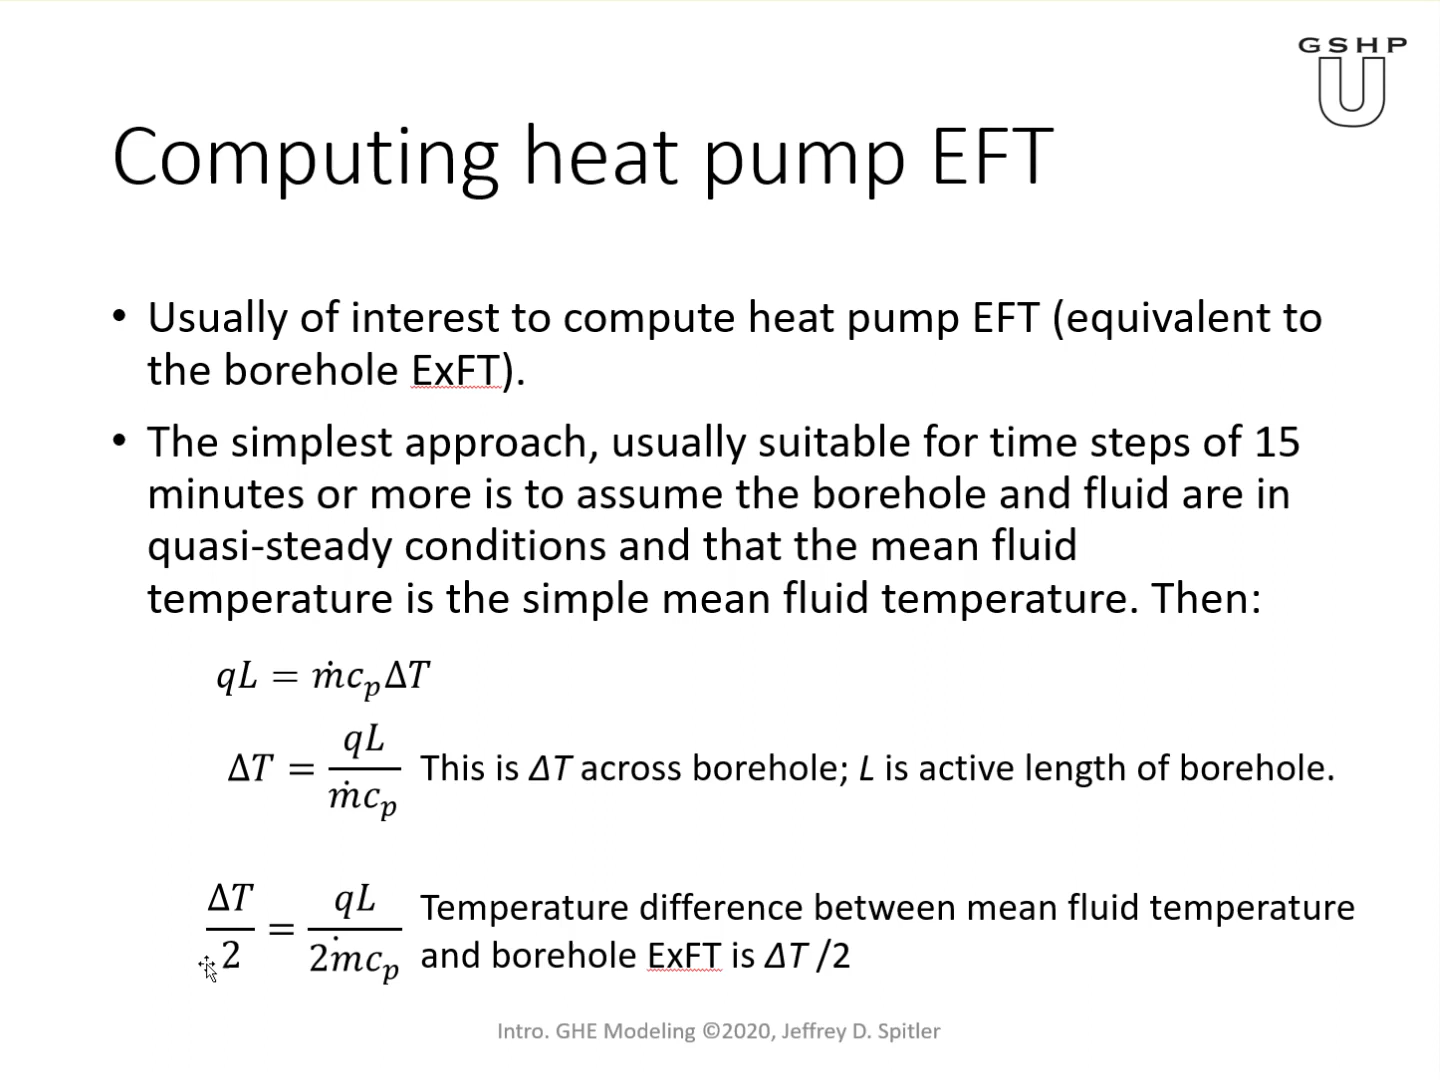 GSHP
U
Computing heat pump EFT
• Usually of interest to compute heat pump EFT (equivalent to
the borehole ExFT).
• The simplest approach, usually suitable for time steps of 15
minutes or more is to assume the borehole and fluid are in
quasi-steady conditions and that the mean fluid
temperature is the simple mean fluid temperature. Then:
qL = ṁc_pΔT
ΔT = qL/ṁc_p This is ΔT across borehole; L is active length of borehole.
ΔT/2 = qL/2ṁc_p Temperature difference between mean fluid temperature
and borehole ExFT is ΔT /2
Intro. GHE Modeling ©2020, Jeffrey D. Spitler